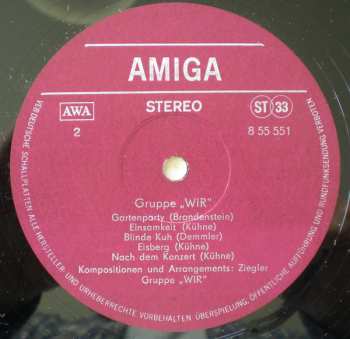 AMIGA
AWA
STEREO
ST 33
2
8 55 551
Gruppe „WIR“
Gartenparty (Brandenstein)
Einsamkeit (Kühne)
Blinde Kuh (Demmler)
Eisberg (Kühne)
Nach dem Konzert (Kühne)
Kompositionen und Arrangements: Ziegler
Gruppe „WIR“
VEB DEUTSCHE SCHALLPLATTEN ALLE HERSTELLER- UND URHEBERRECHTE VORBEHALTEN ÜBERSPIELUNG, ÖFFENTLICHE AUFFÜHRUNG UND RUNDFUNKSENDUNG VERBOTEN